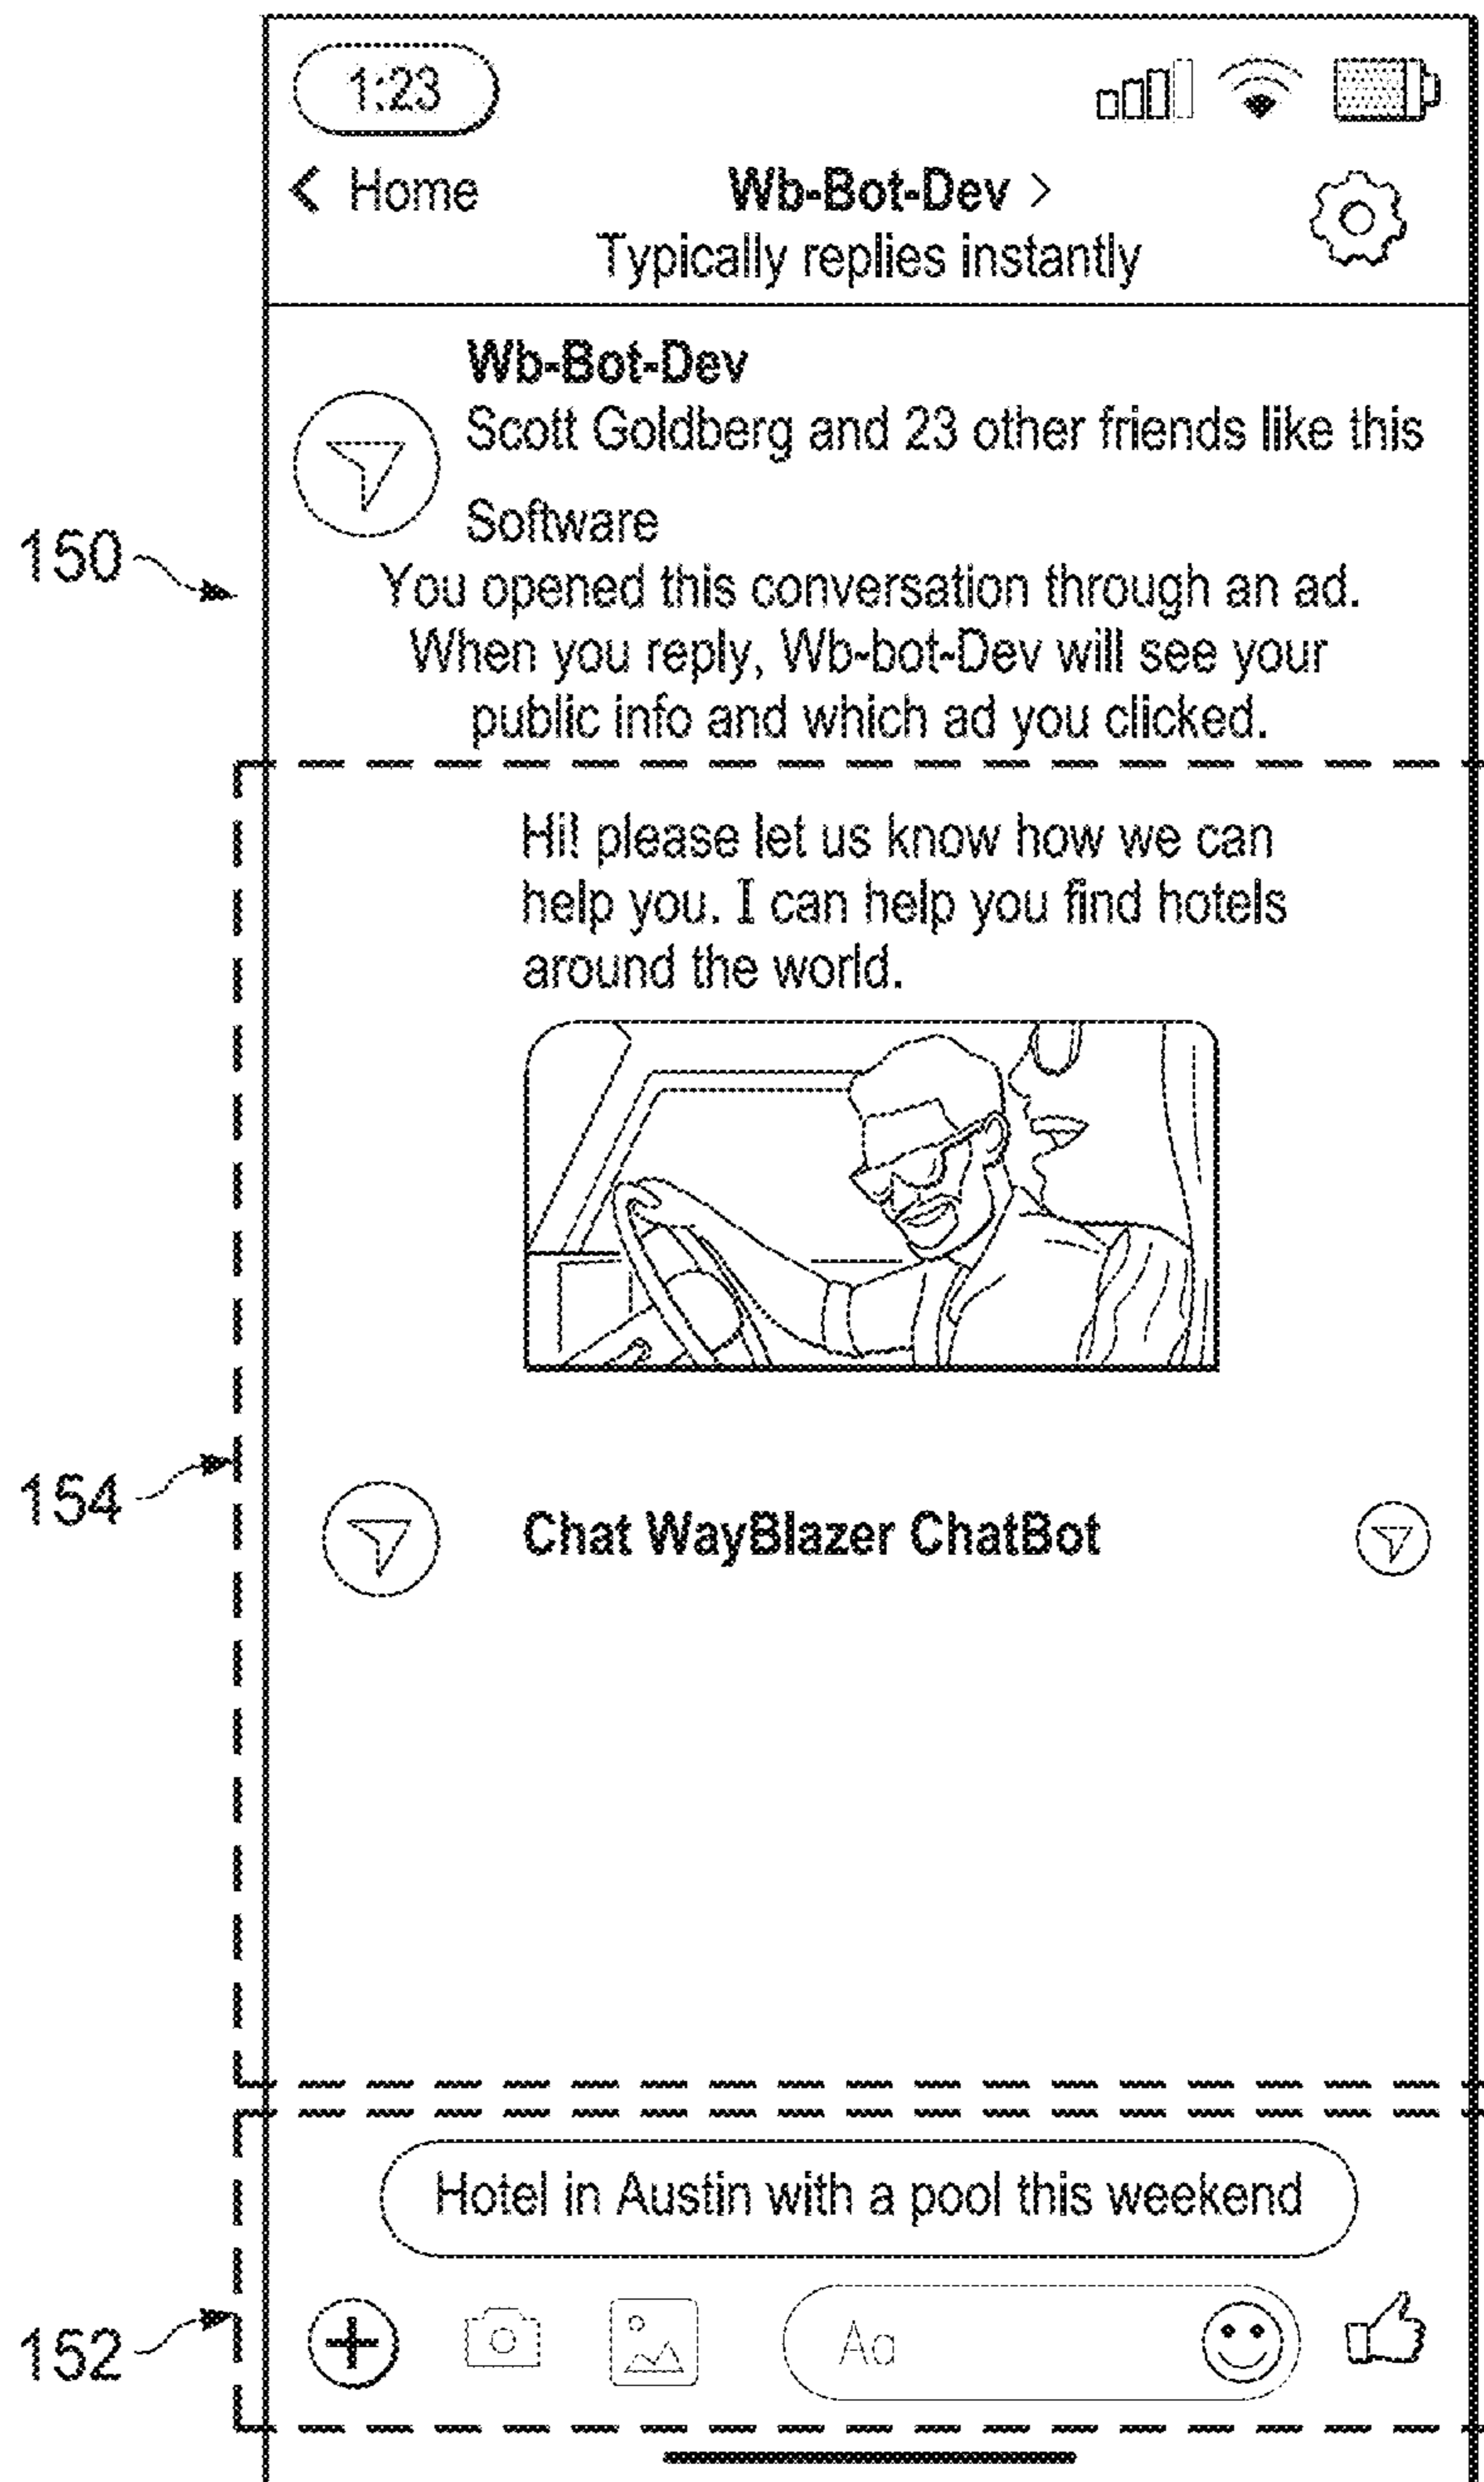 1:23
< Home
Wb-Bot-Dev >
Typically replies instantly
Wb-Bot-Dev
Scott Goldberg and 23 other friends like this
Software
150
You opened this conversation through an ad.
When you reply, Wb-bot-Dev will see your
public info and which ad you clicked.
Hi! please let us know how we can
help you. I can help you find hotels
around the world.
154
Chat WayBlazer ChatBot
Hotel in Austin with a pool this weekend
152
Aa